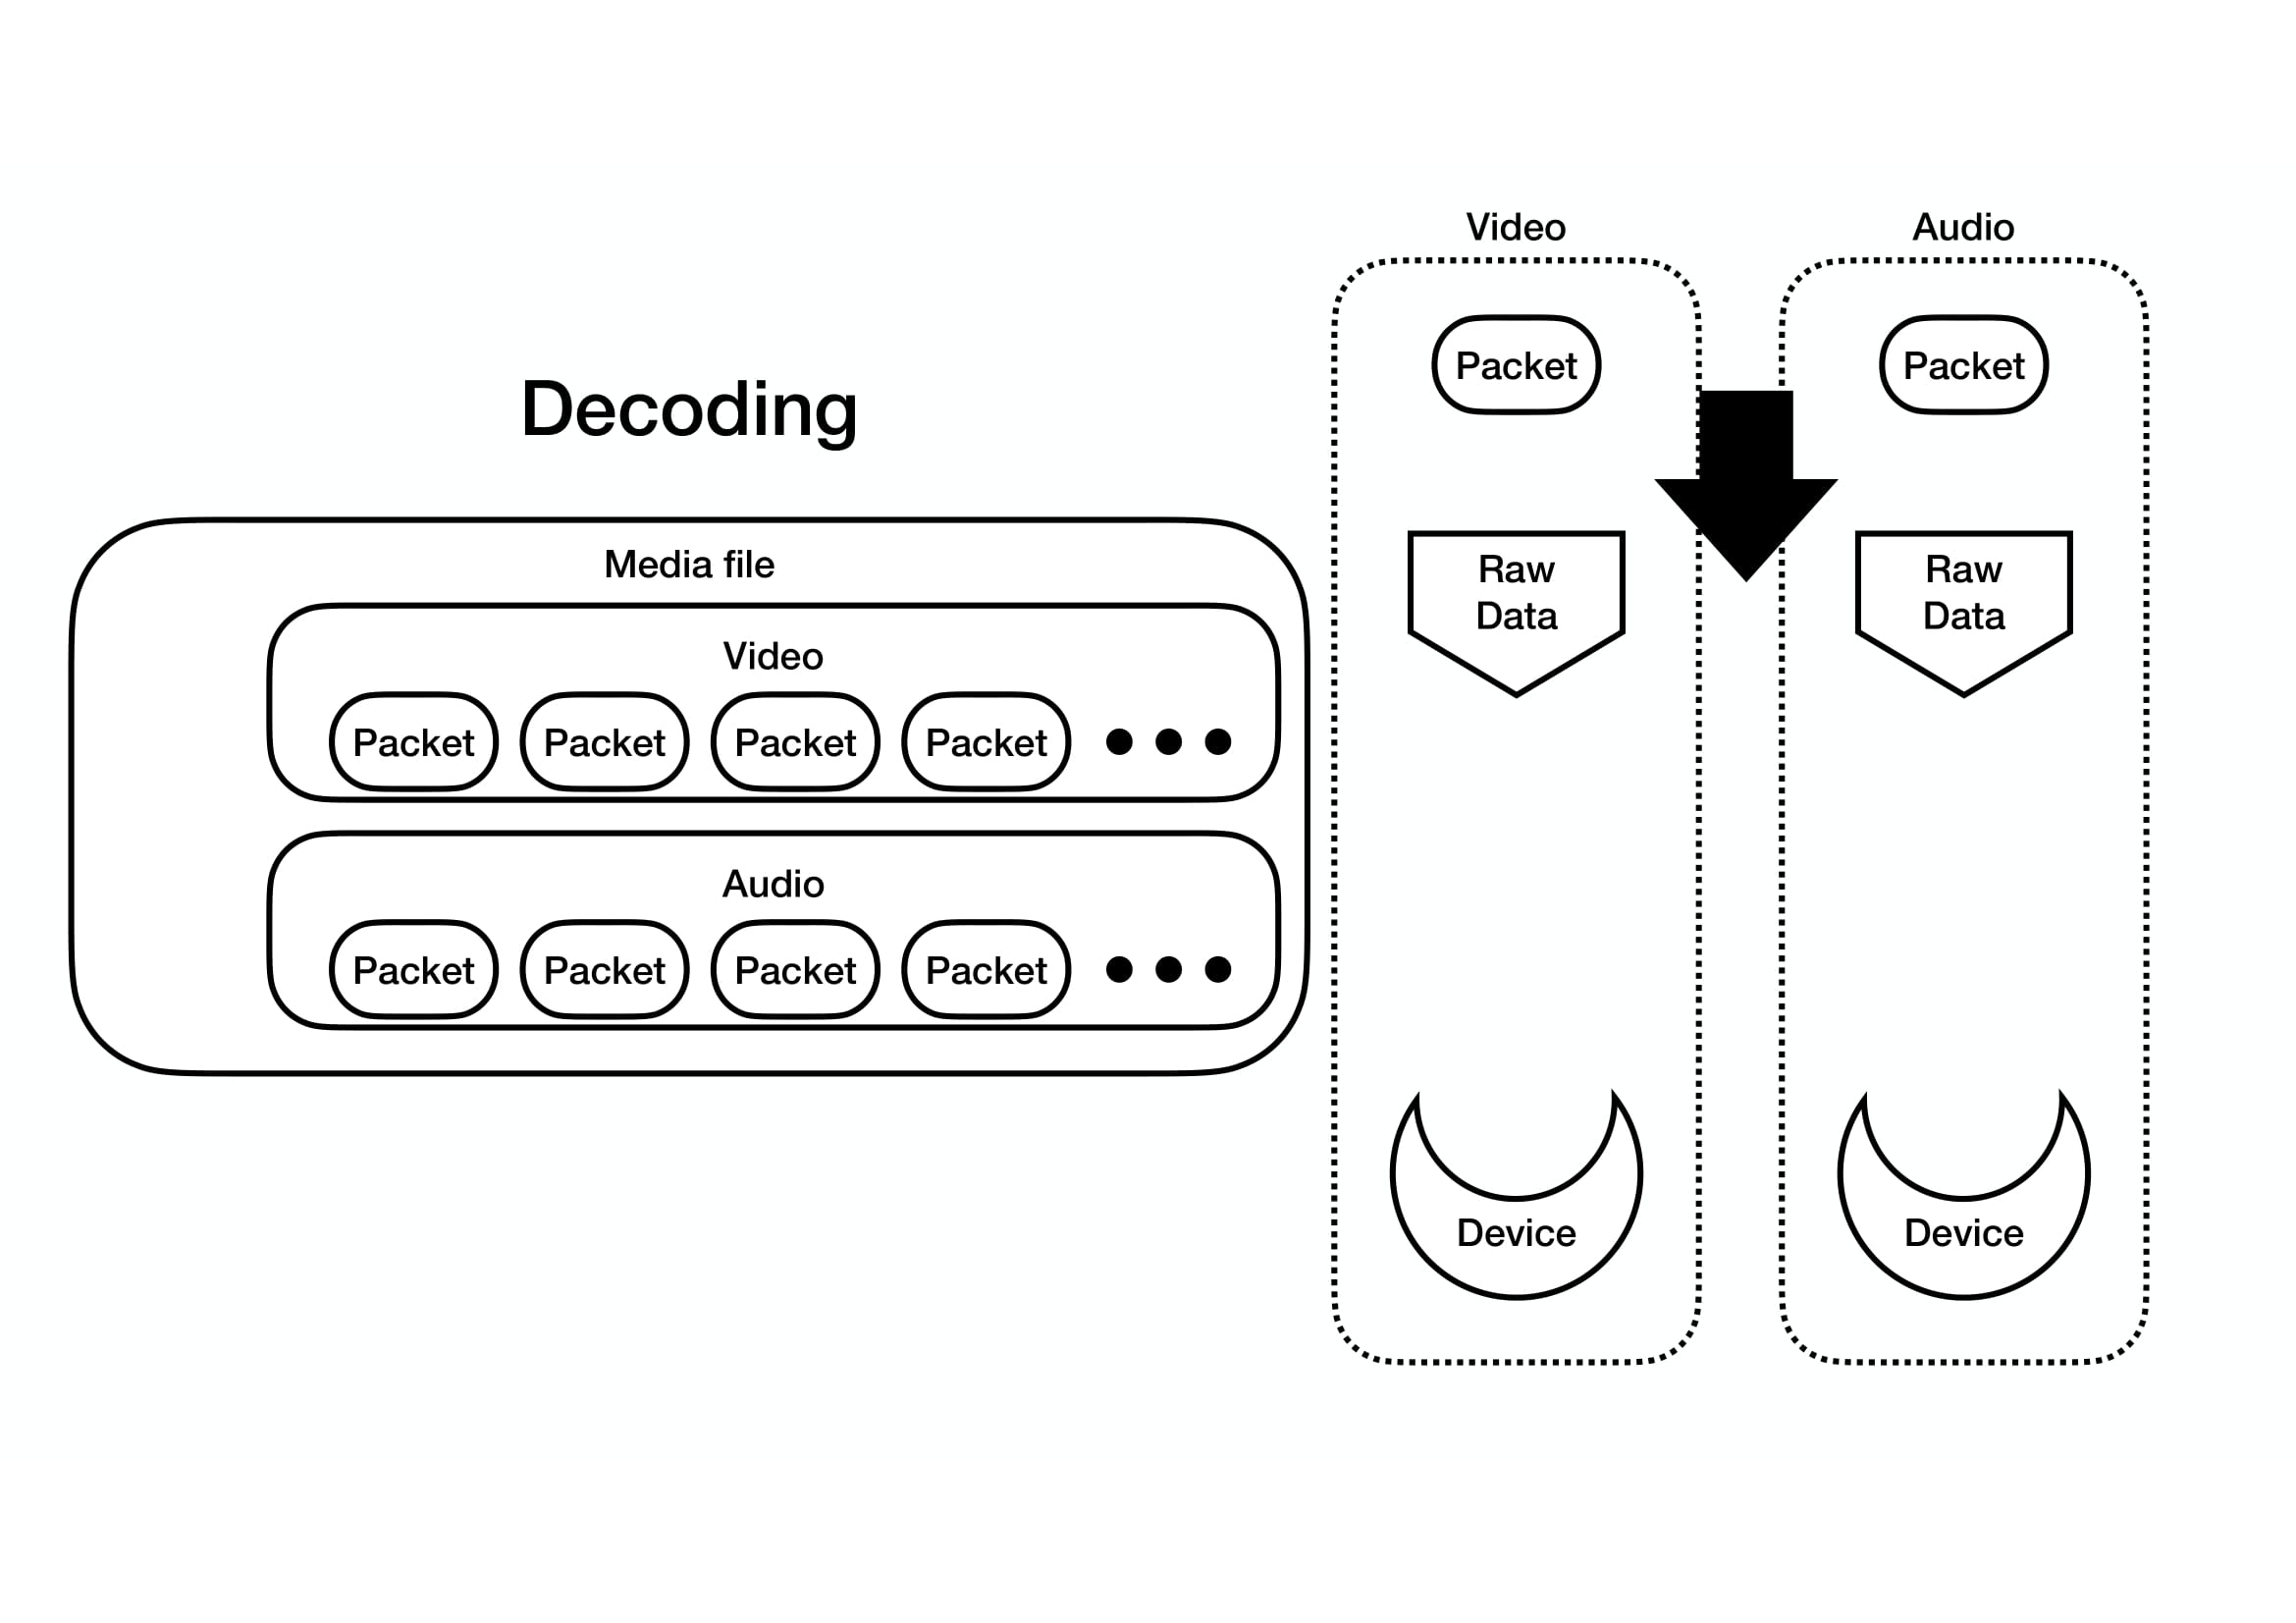 Decoding
Media file
Video
Packet Packet Packet Packet
Audio
Packet Packet Packet Packet
Video
Packet
Raw
Data
Device
Audio
Packet
Raw
Data
Device